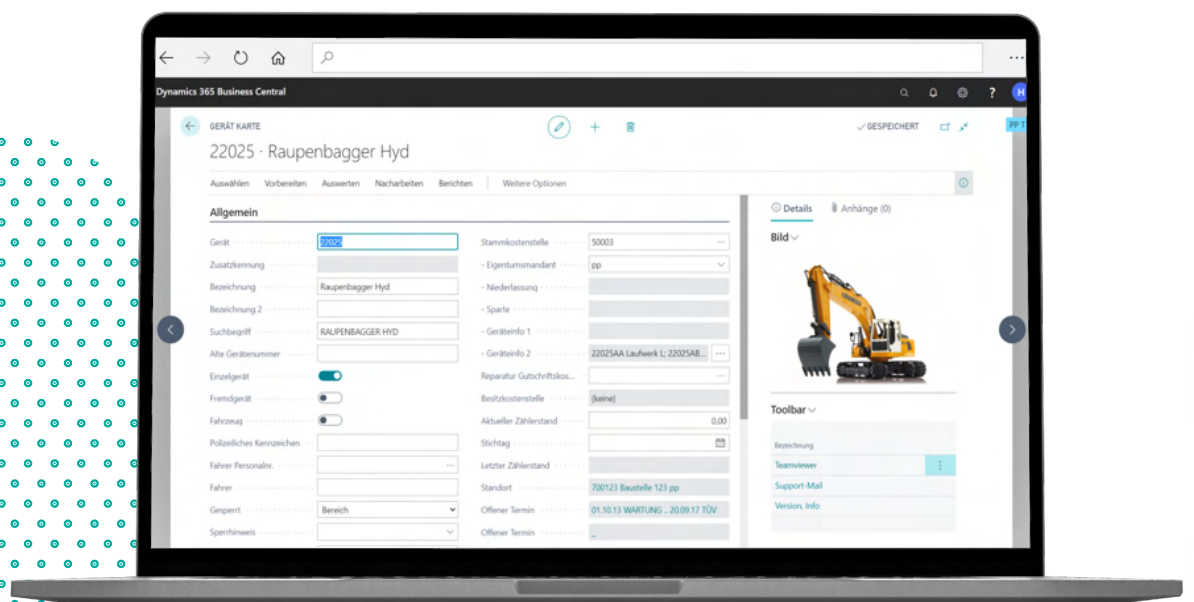 Dynamics 365 Business Central
?
H
GERÄT KARTE
GESPEICHERT
PP T
22025 · Raupenbagger Hyd
Auswählen Vorbereiten Auswerten Nacharbeiten Berichten Weitere Optionen
Allgemein
Gerät 22025
Zusatzkennung
Bezeichnung Raupenbagger Hyd
Bezeichnung 2
Suchbegriff RAUPENBAGGER HYD
Alte Gerätenummer
Einzelgerät
Fremdgerät
Fahrzeug
Polizeiliches Kennzeichen
Fahrer Personalnr.
Fahrer
Gesperrt Bereich
Sperrhinweis
Stammkostenstelle 50003
- Eigentumsmandant pp
- Niederlassung
- Sparte
- Geräteinfo 1
- Geräteinfo 2 22025AA Laufwerk L; 22025AB...
Reparatur Gutschriftskos...
Besitzkostenstelle (keine)
Aktueller Zählerstand 0,00
Stichtag
Letzter Zählerstand
Standort 700123 Baustelle 123 pp
Offener Termin 01.10.13 WARTUNG .. 20.09.17 TÜV
Offener Termin ..
Details Anhänge (0)
Bild
LIEBHERR
Toolbar
Bezeichnung
Teamviewer
Support-Mail
Version, Info